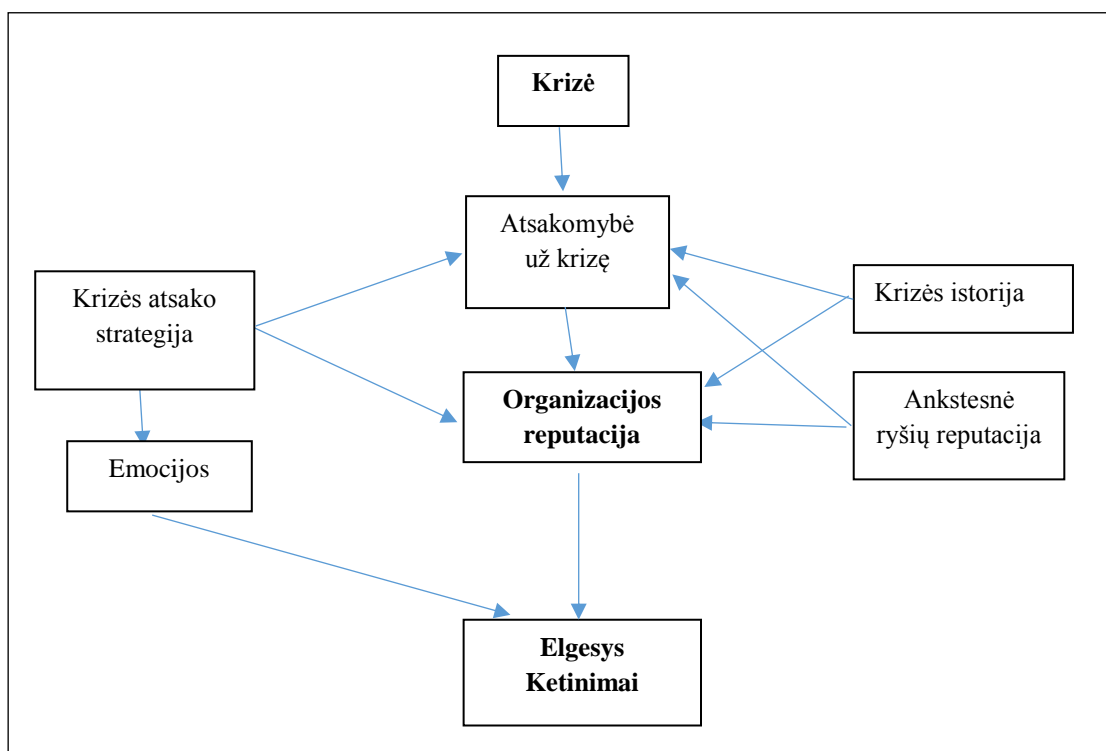 Krizė
Atsakomybė
už krizę
Krizės atsako
strategija
Krizės istorija
Organizacijos
reputacija
Ankstesnė
ryšių reputacija
Emocijos
Elgesys
Ketinimai